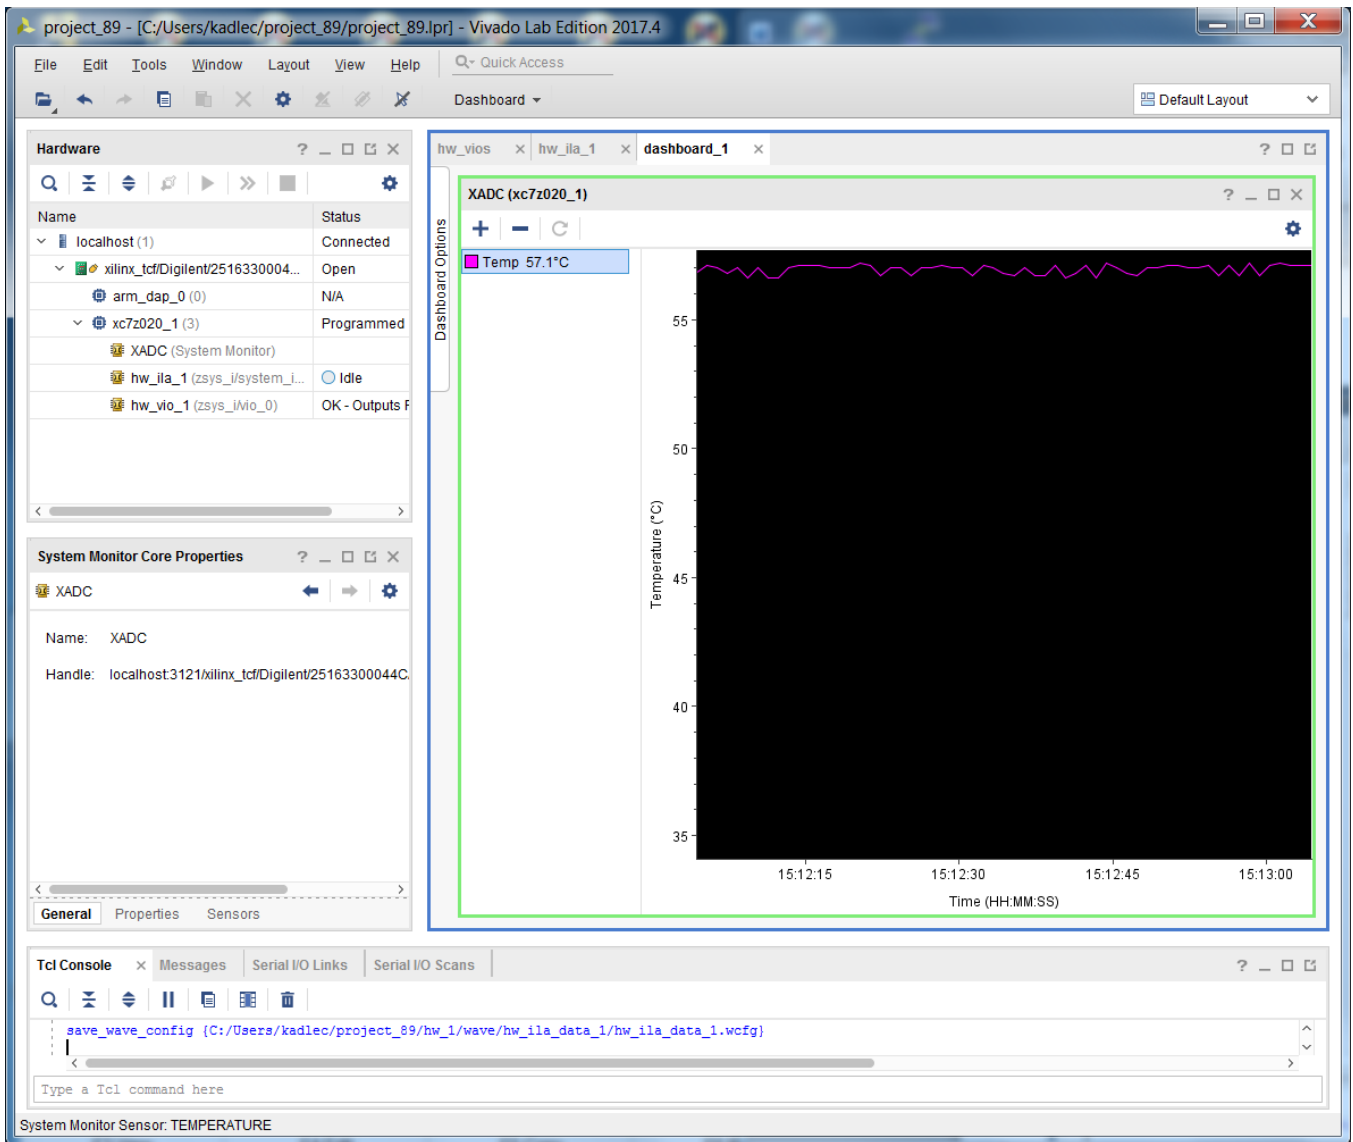 project_89 - [C:/Users/kadlec/project_89/project_89.lpr] - Vivado Lab Edition 2017.4
File Edit Tools Window Layout View Help Quick Access
Dashboard Default Layout
Hardware
Name Status
localhost (1) Connected
xilinx_tcf/Digilent/2516330004... Open
arm_dap_0 (0) N/A
xc7z020_1 (3) Programmed
XADC (System Monitor)
hw_ila_1 (zsys_i/system_i... Idle
hw_vio_1 (zsys_i/vio_0) OK - Outputs
System Monitor Core Properties
XADC
Name: XADC
Handle: localhost:3121/xilinx_tcf/Digilent/25163300044C
General Properties Sensors
hw_vios hw_ila_1 dashboard_1
Dashboard Options
XADC (xc7z020_1)
Temp 57.1°C
Temperature (°C)
55
50
45
40
35
15:12:15 15:12:30 15:12:45 15:13:00
Time (HH:MM:SS)
Tcl Console Messages Serial I/O Links Serial I/O Scans
save_wave_config {C:/Users/kadlec/project_89/hw_1/wave/hw_ila_data_1/hw_ila_data_1.wcfg}
Type a Tcl command here
System Monitor Sensor: TEMPERATURE